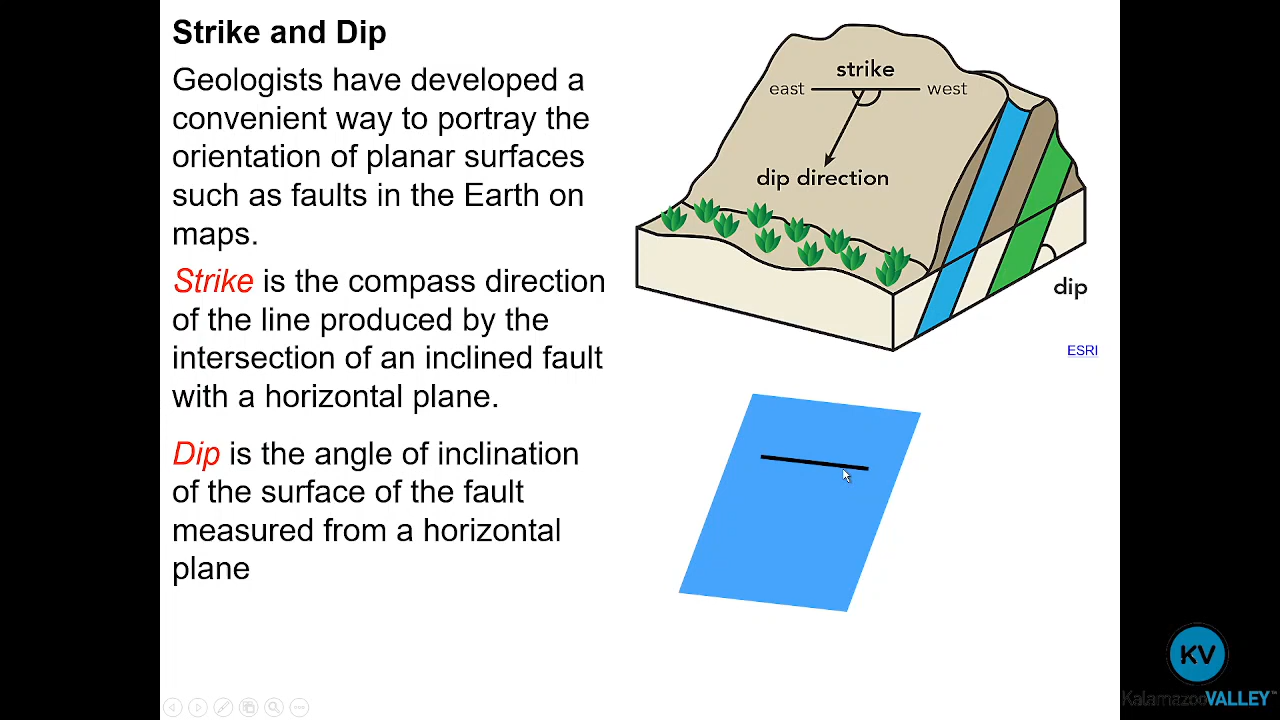 Strike and Dip
Geologists have developed a
convenient way to portray the
orientation of planar surfaces
such as faults in the Earth on
maps.
Strike is the compass direction
of the line produced by the
intersection of an inclined fault
with a horizontal plane.
Dip is the angle of inclination
of the surface of the fault
measured from a horizontal
plane
strike
east west
dip direction
dip
ESRI
KV
KalamazooVALLEY™